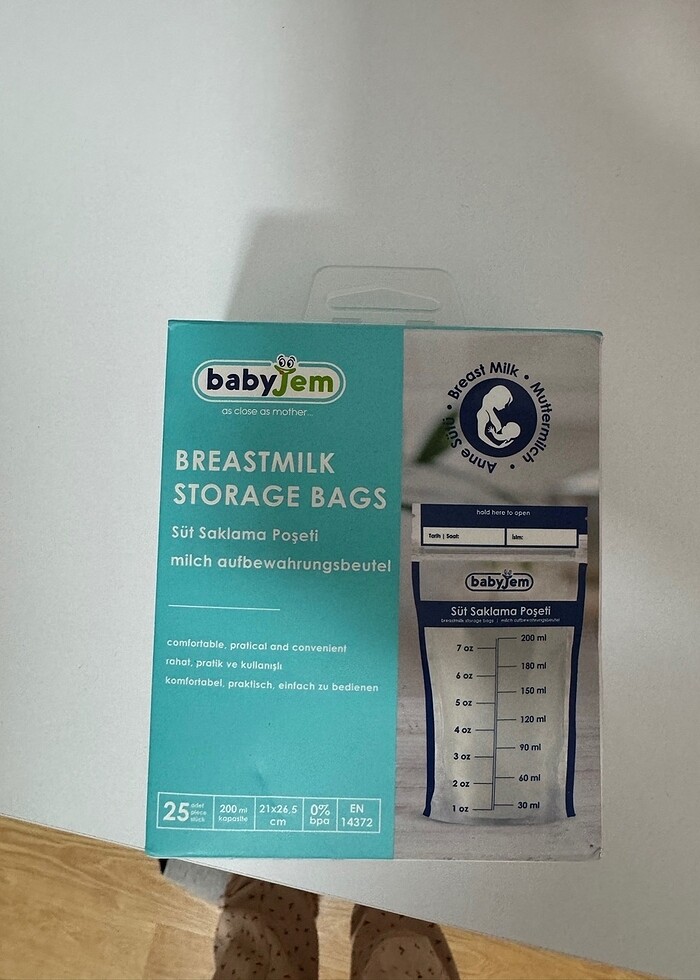 babyjem
as close as mother...
BREASTMILK
STORAGE BAGS
Süt Saklama Poşeti
milch aufbewahrungsbeutel
comfortable, pratical and convenient
rahat, pratik ve kullanışlı
komfortabel, praktisch, einfach zu bedienen
25 adet piece stück
200 ml kapasite
21x26,5 cm
0% bpa
EN 14372
Breast Milk • Muttermilch • Anne Sütü •
hold here to open
Tarih | Saat:
İsim:
babyjem
Süt Saklama Poşeti
breastmilk storage bags | milch aufbewahrungsbeutel
200 ml
7 oz
180 ml
6 oz
150 ml
5 oz
120 ml
4 oz
90 ml
3 oz
60 ml
2 oz
30 ml
1 oz